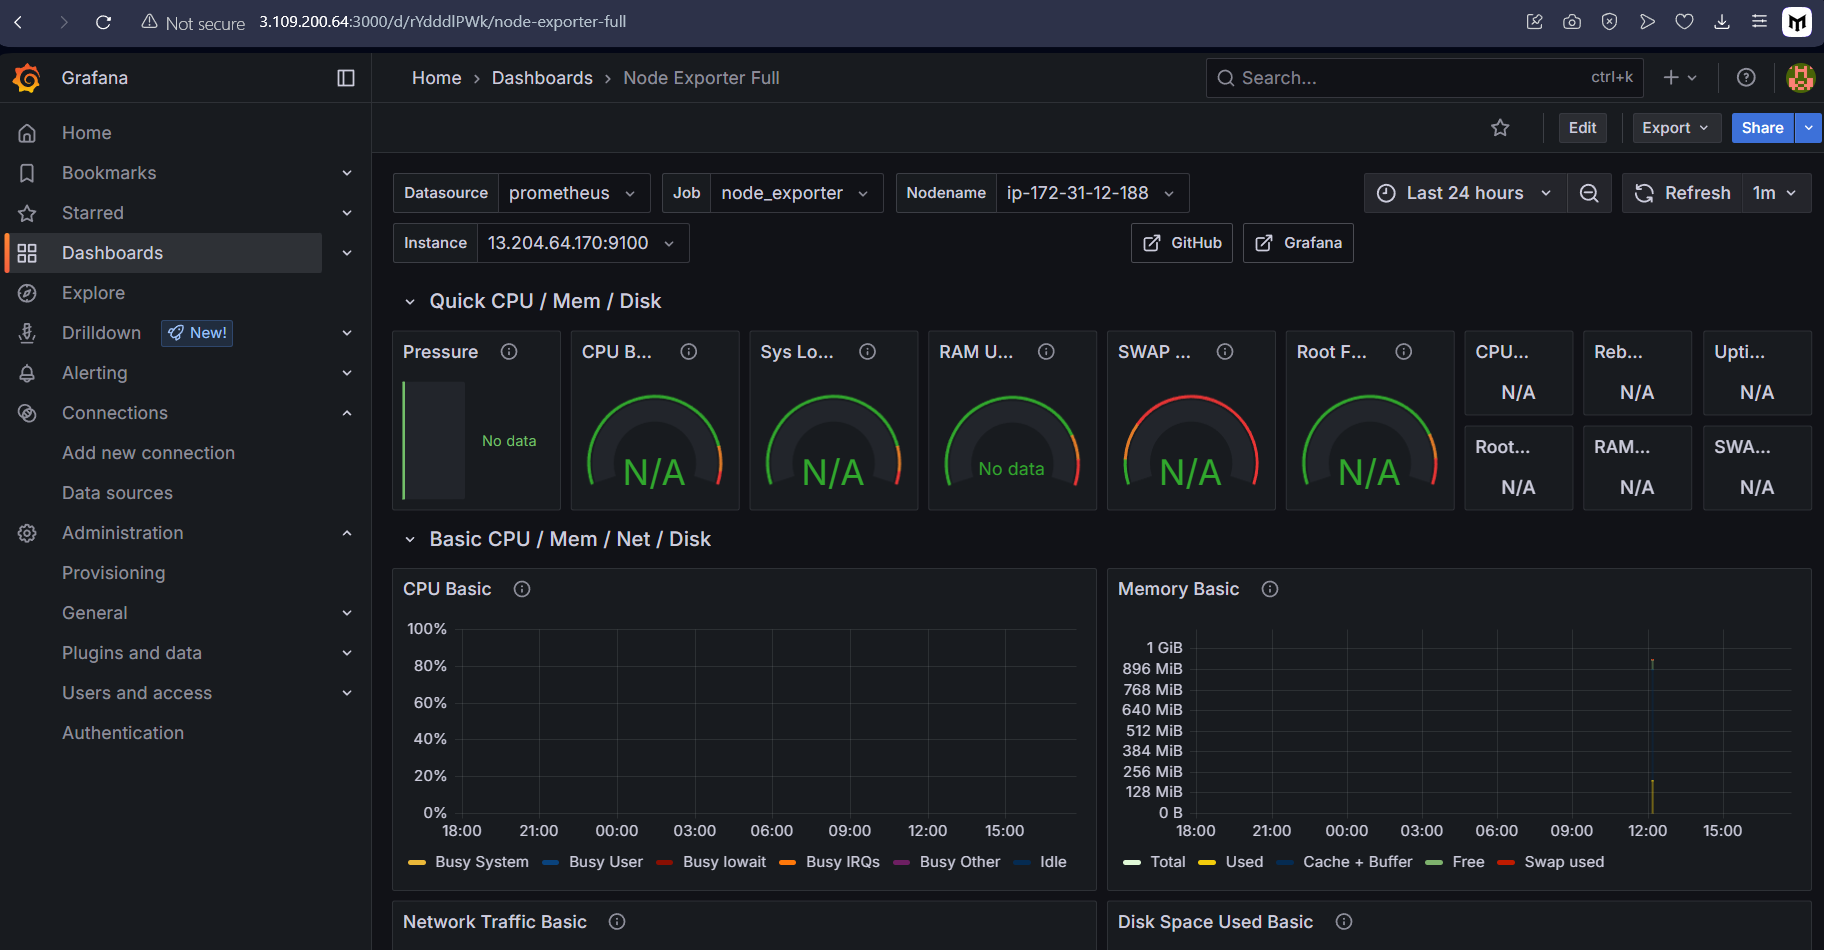 Not secure 3.109.200.64:3000/d/rYdddlPWk/node-exporter-full
Grafana
Home › Dashboards › Node Exporter Full
Search... ctrl+k
Edit Export Share
Home
Bookmarks
Starred
Dashboards
Explore
Drilldown New!
Alerting
Connections
Add new connection
Data sources
Administration
Provisioning
General
Plugins and data
Users and access
Authentication
Datasource prometheus Job node_exporter Nodename ip-172-31-12-188 Last 24 hours Refresh 1m
Instance 13.204.64.170:9100 GitHub Grafana
Quick CPU / Mem / Disk
Pressure CPU B... Sys Lo... RAM U... SWAP ... Root F... CPU... Reb... Upti...
N/A N/A N/A
No data N/A N/A No data N/A N/A
Root... RAM... SWA...
N/A N/A N/A
Basic CPU / Mem / Net / Disk
CPU Basic
100%
80%
60%
40%
20%
0%
18:00 21:00 00:00 03:00 06:00 09:00 12:00 15:00
Busy System Busy User Busy Iowait Busy IRQs Busy Other Idle
Memory Basic
1 GiB
896 MiB
768 MiB
640 MiB
512 MiB
384 MiB
256 MiB
128 MiB
0 B
18:00 21:00 00:00 03:00 06:00 09:00 12:00 15:00
Total Used Cache + Buffer Free Swap used
Network Traffic Basic
Disk Space Used Basic